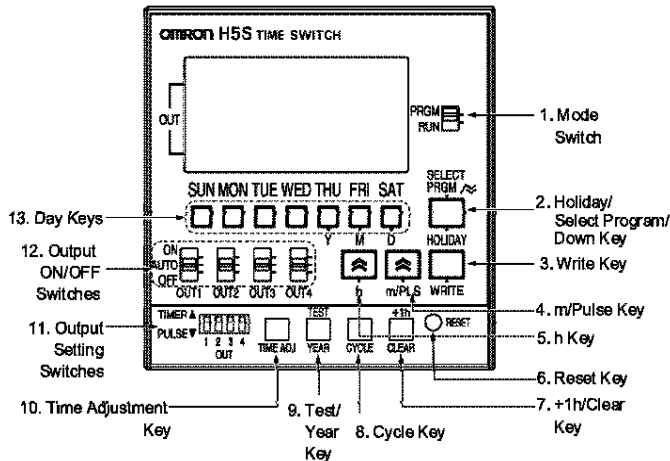 OMRON H5S TIME SWITCH
OUT
PRGM
RUN
1. Mode
Switch
SELECT
PRGM
SUN MON TUE WED THU FRI SAT
13. Day Keys
Y M D
HOLIDAY
2. Holiday/
Select Program/
Down Key
12. Output
ON/OFF
Switches
ON
AUTO
OFF
OUT1 OUT2 OUT3 OUT4
h m/PLS WRITE
3. Write Key
4. m/Pulse Key
11. Output
Setting
Switches
TIMER▲
PULSE▼
1 2 3 4
OUT
TIME ADJ
TEST
YEAR
CYCLE
+1h
CLEAR
RESET
5. h Key
6. Reset Key
7. +1h/Clear
Key
10. Time Adjustment
Key
9. Test/
Year
Key
8. Cycle Key